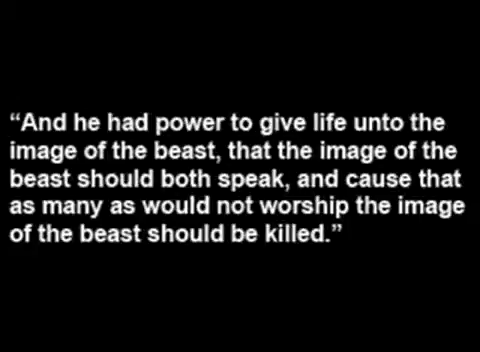 “And he had power to give life unto the
image of the beast, that the image of the
beast should both speak, and cause that
as many as would not worship the image
of the beast should be killed.”